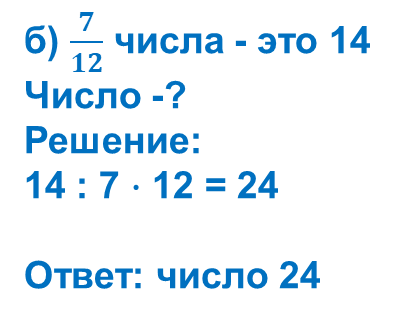 б) 7/12 числа - это 14
Число -?
Решение:
14 : 7 · 12 = 24
Ответ: число 24